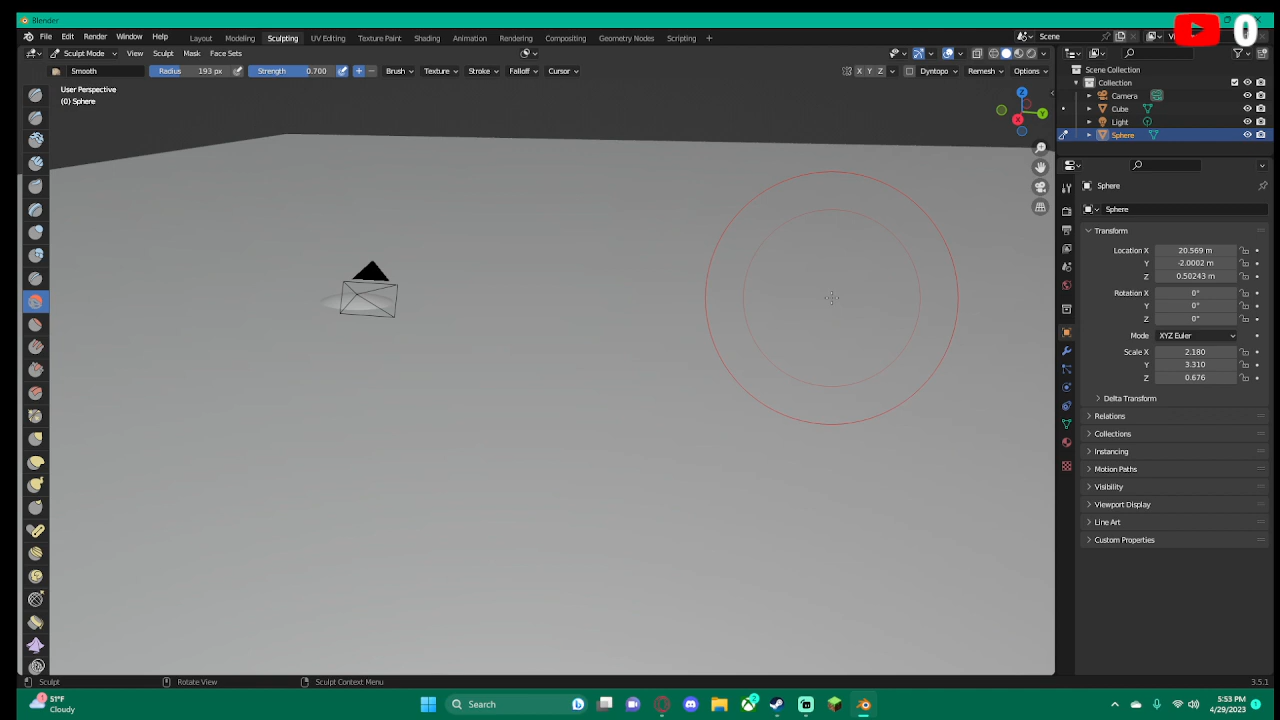 Blender
File Edit Render Window Help Layout Modeling Sculpting UV Editing Texture Paint Shading Animation Rendering Compositing Geometry Nodes Scripting + Scene
0
Sculpt Mode View Sculpt Mask Face Sets
Smooth Radius 193 px Strength 0.700 Brush Texture Stroke Falloff Cursor X Y Z Dyntopo Remesh Options
User Perspective
(0) Sphere
Z
Y
X
Scene Collection
Collection
Camera
Cube
Light
Sphere
Sphere
Sphere
Transform
Location X 20.569 m
Y -2.0002 m
Z 0.50243 m
Rotation X 0°
Y 0°
Z 0°
Mode XYZ Euler
Scale X 2.180
Y 3.310
Z 0.676
Delta Transform
Relations
Collections
Instancing
Motion Paths
Visibility
Viewport Display
Line Art
Custom Properties
Sculpt Rotate View Sculpt Context Menu 3.5.1
51°F
Cloudy
Search
5:53 PM
4/29/2023